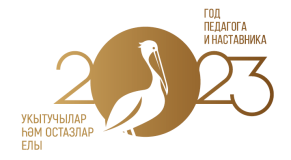 ГОД
ПЕДАГОГА
И НАСТАВНИКА
2023
УКЫТУЧЫЛАР
ҺӘМ ОСТАЗЛАР
ЕЛЫ